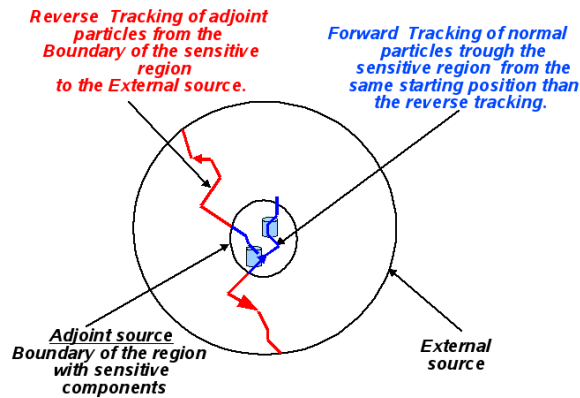 Reverse Tracking of adjoint
particles from the
Boundary of the sensitive
region
to the External source.
Forward Tracking of normal
particles trough the
sensitive region from the
same starting position than
the reverse tracking.
Adjoint source
Boundary of the region
with sensitive
components
External
source